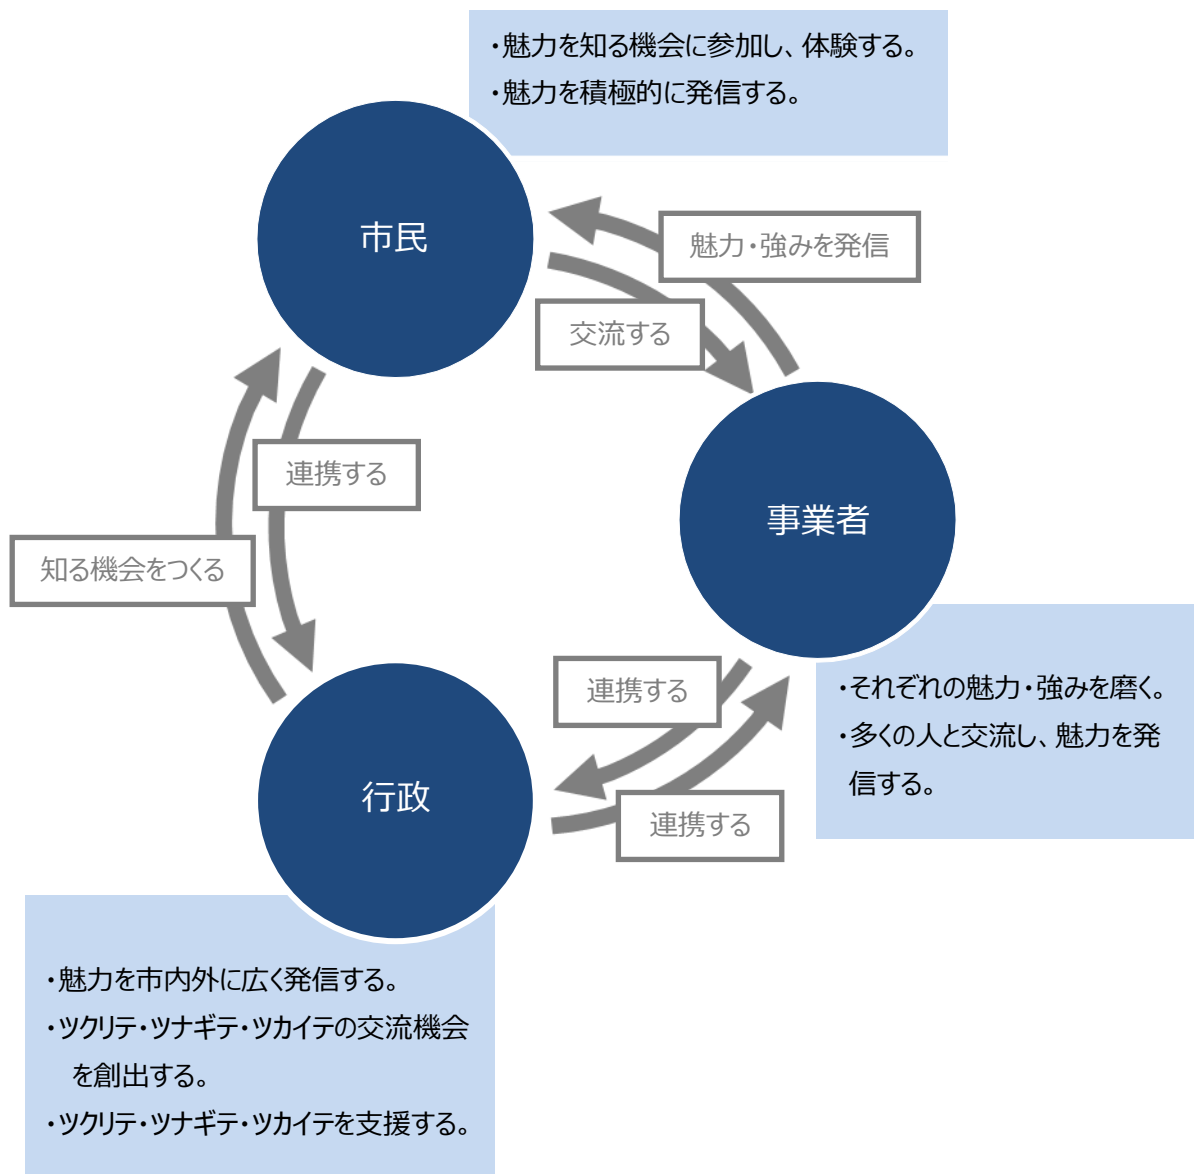 ・魅力を知る機会に参加し、体験する。
・魅力を積極的に発信する。
市民
魅力・強みを発信
交流する
連携する
事業者
知る機会をつくる
連携する
・それぞれの魅力・強みを磨く。
・多くの人と交流し、魅力を発
信する。
行政
連携する
・魅力を市内外に広く発信する。
・ツクリテ・ツナギテ・ツカイテの交流機会
を創出する。
・ツクリテ・ツナギテ・ツカイテを支援する。